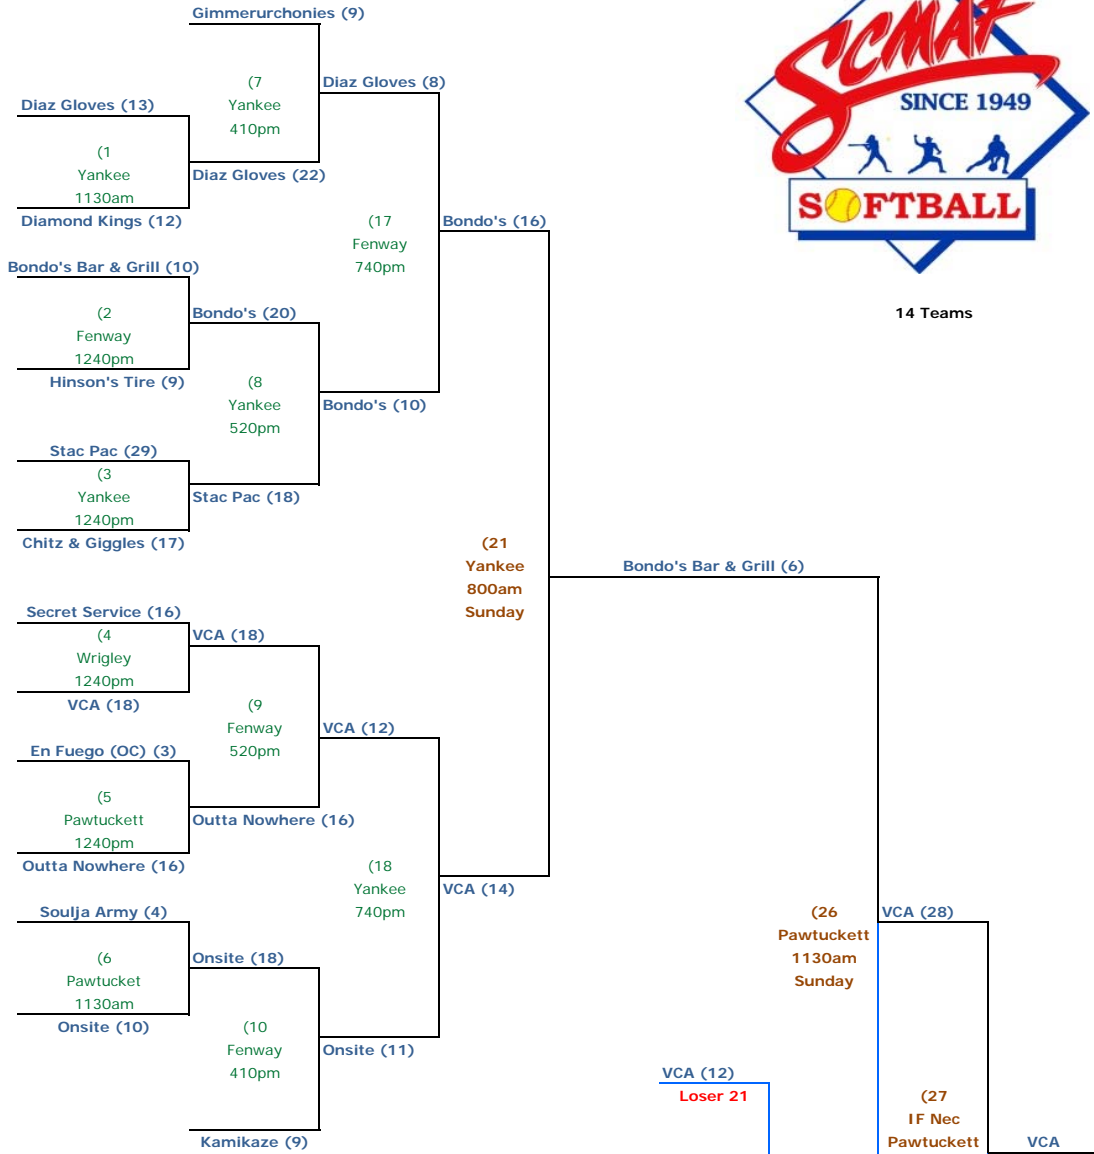 Gimmerurchonies (9)
SCMAF
SINCE 1949
SOFTBALL
14 Teams
(7
Yankee
410pm
Diaz Gloves (8)
Diaz Gloves (13)
(1
Yankee
1130am
Diaz Gloves (22)
Diamond Kings (12)
(17
Fenway
740pm
Bondo's (16)
Bondo's Bar & Grill (10)
(2
Fenway
1240pm
Bondo's (20)
Hinson's Tire (9)
(8
Yankee
520pm
Bondo's (10)
Stac Pac (29)
(3
Yankee
1240pm
Stac Pac (18)
Chitz & Giggles (17)
(21
Yankee
800am
Sunday
Bondo's Bar & Grill (6)
Secret Service (16)
(4
Wrigley
1240pm
VCA (18)
VCA (18)
(9
Fenway
520pm
VCA (12)
En Fuego (OC) (3)
(5
Pawtuckett
1240pm
Outta Nowhere (16)
Outta Nowhere (16)
(18
Yankee
740pm
VCA (14)
Soulja Army (4)
(6
Pawtucket
1130am
Onsite (18)
Onsite (10)
(10
Fenway
410pm
Onsite (11)
Kamikaze (9)
(26
Pawtuckett
1130am
Sunday
VCA (28)
VCA (12)
Loser 21
(27
IF Nec
Pawtuckett
VCA